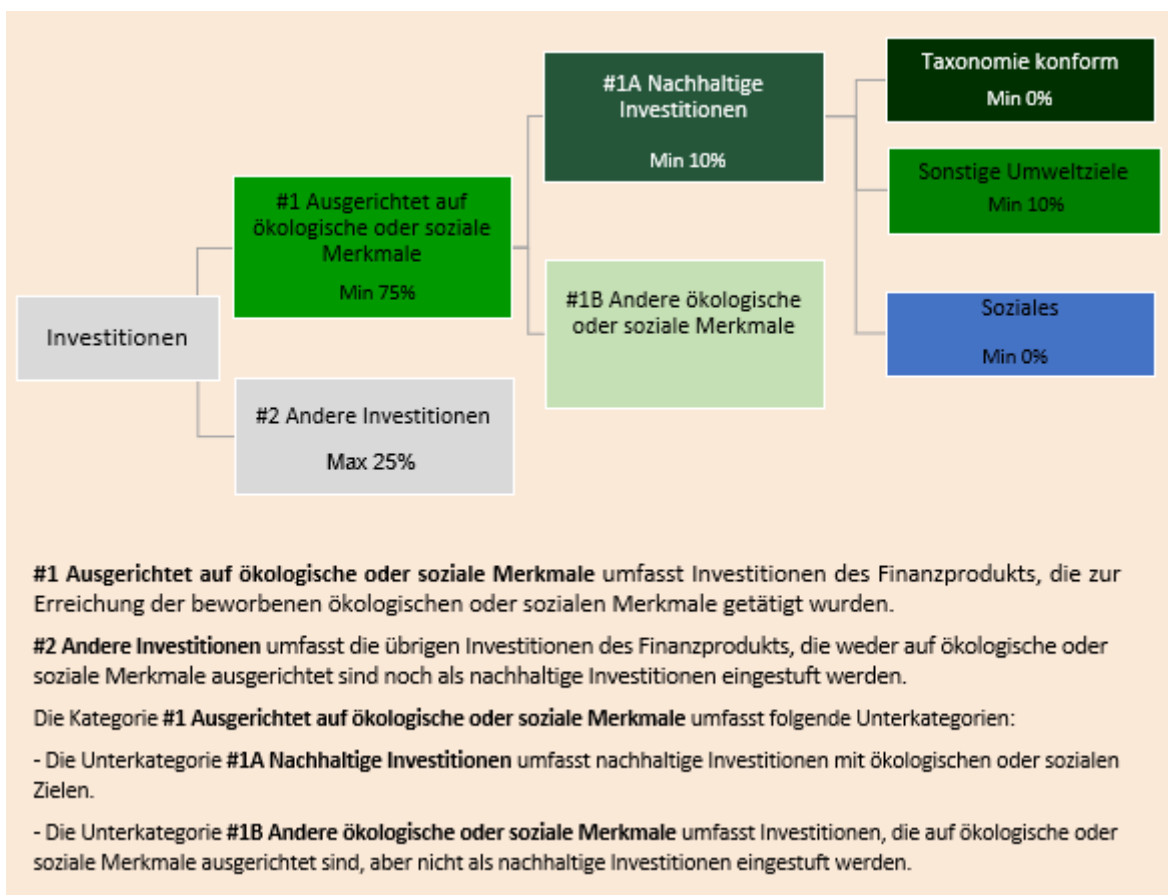 Investitionen
#1 Ausgerichtet auf
ökologische oder soziale
Merkmale
Min 75%
#2 Andere Investitionen
Max 25%
#1A Nachhaltige
Investitionen
Min 10%
#1B Andere ökologische
oder soziale Merkmale
Taxonomie konform
Min 0%
Sonstige Umweltziele
Min 10%
Soziales
Min 0%
#1 Ausgerichtet auf ökologische oder soziale Merkmale umfasst Investitionen des Finanzprodukts, die zur
Erreichung der beworbenen ökologischen oder sozialen Merkmale getätigt wurden.
#2 Andere Investitionen umfasst die übrigen Investitionen des Finanzprodukts, die weder auf ökologische oder
soziale Merkmale ausgerichtet sind noch als nachhaltige Investitionen eingestuft werden.
Die Kategorie #1 Ausgerichtet auf ökologische oder soziale Merkmale umfasst folgende Unterkategorien:
- Die Unterkategorie #1A Nachhaltige Investitionen umfasst nachhaltige Investitionen mit ökologischen oder sozialen
Zielen.
- Die Unterkategorie #1B Andere ökologische oder soziale Merkmale umfasst Investitionen, die auf ökologische oder
soziale Merkmale ausgerichtet sind, aber nicht als nachhaltige Investitionen eingestuft werden.